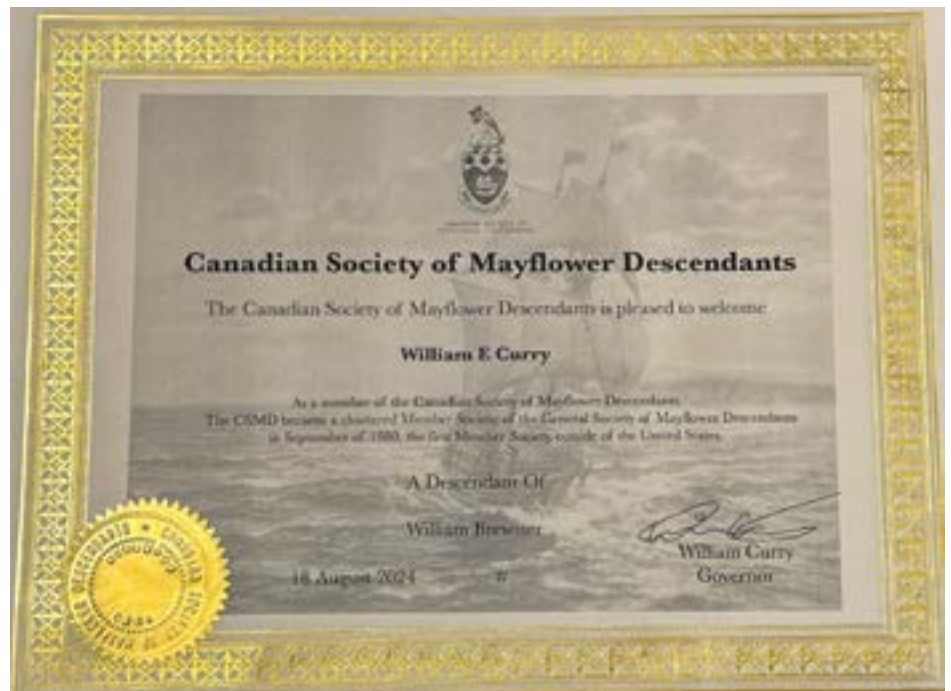 Canadian Society of Mayflower Descendants
The Canadian Society of Mayflower Descendants is pleased to welcome
William E Curry
As a member of the Canadian Society of Mayflower Descendants
The CSMD became a chartered Member Society of the General Society of Mayflower Descendants
in September of 1980, the first Member Society outside of the United States.
A Descendant Of
William Brewster
18 August 2024 #
William Curry
Governor